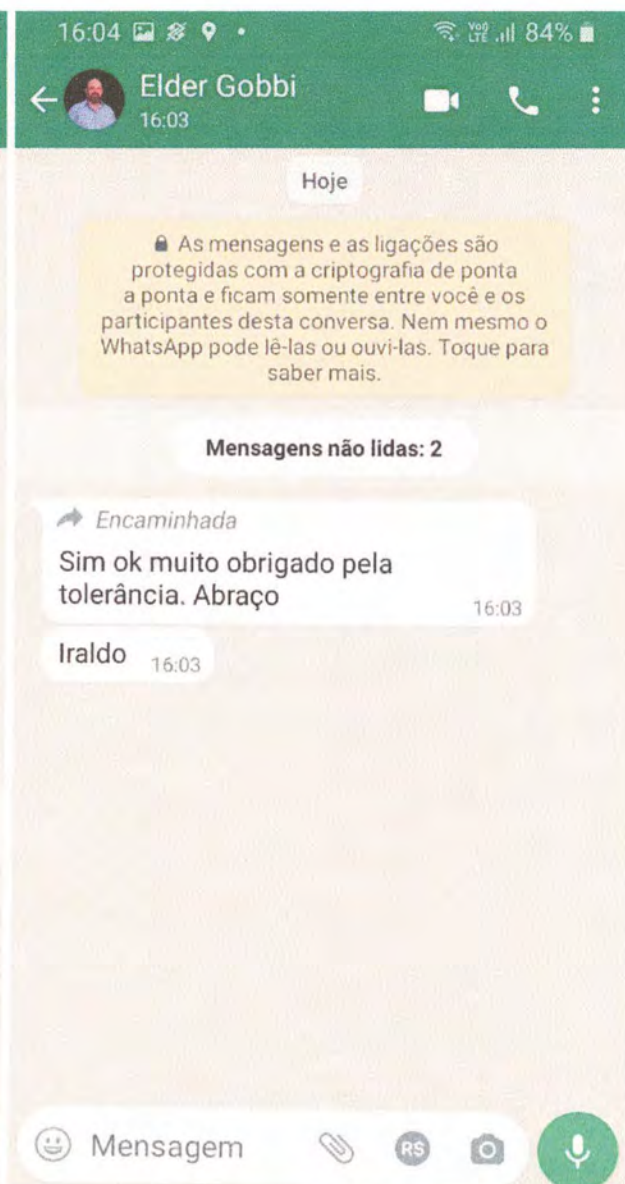 16:04 84%
Elder Gobbi
16:03
Hoje
As mensagens e as ligações são
protegidas com a criptografia de ponta
a ponta e ficam somente entre você e os
participantes desta conversa. Nem mesmo o
WhatsApp pode lê-las ou ouvi-las. Toque para
saber mais.
Mensagens não lidas: 2
Encaminhada
Sim ok muito obrigado pela
tolerância. Abraço
16:03
Iraldo 16:03
Mensagem R$